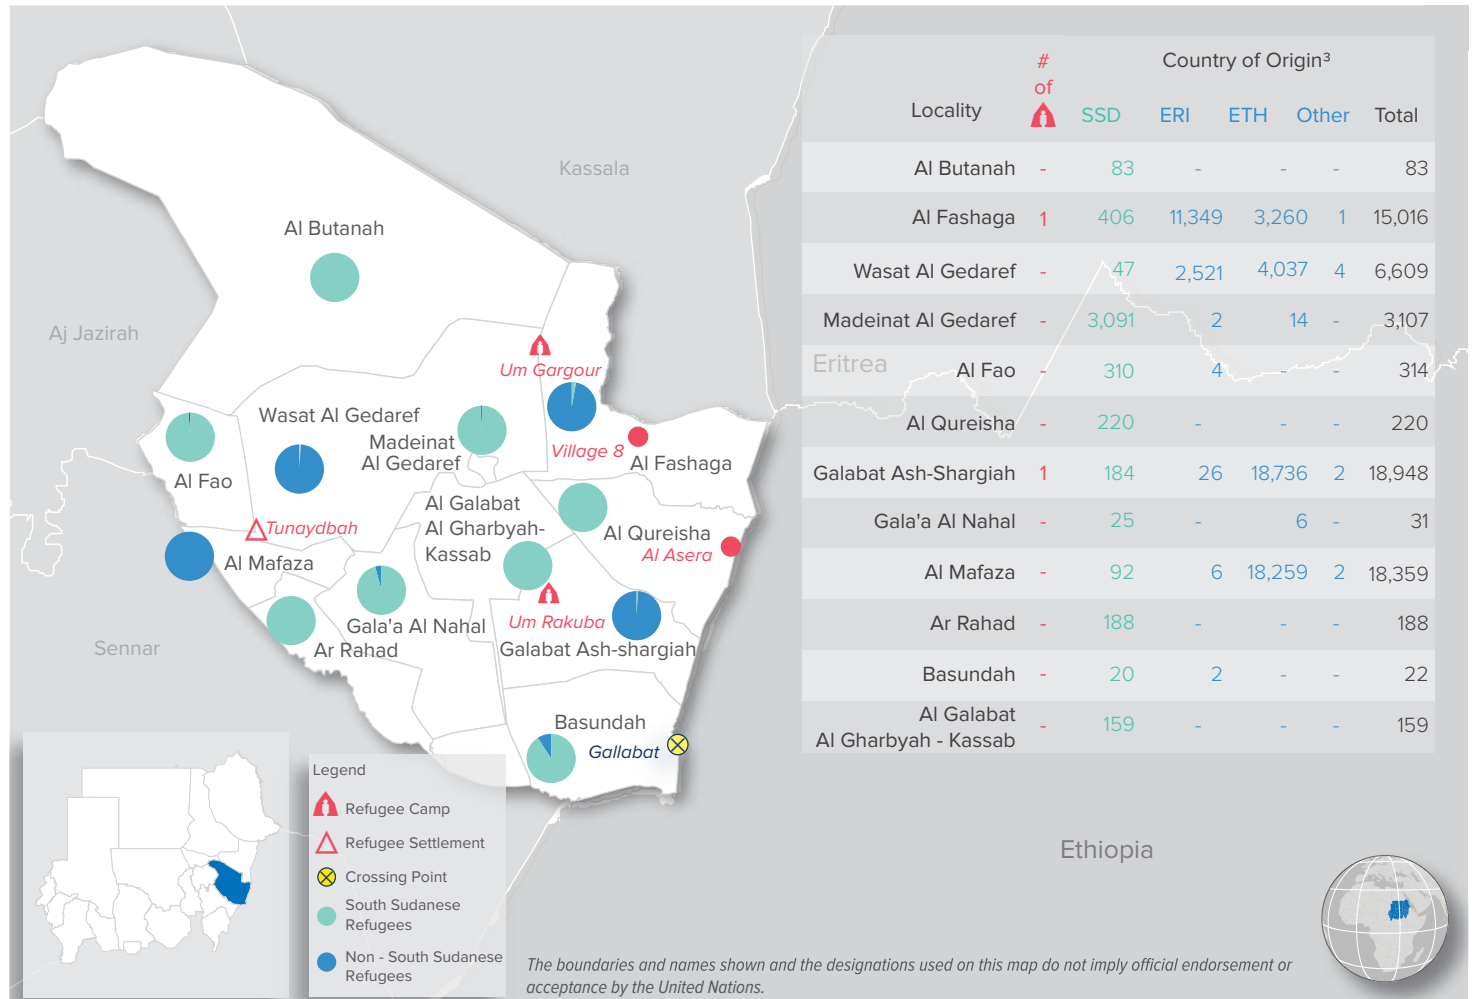 Kassala
Al Butanah
Aj Jazirah
Um Gargour
Wasat Al Gedaref
Madeinat
Al Gedaref
Village 8
Al Fashaga
Al Fao
Al Galabat
Al Gharbyah-
Kassab
Al Qureisha
Al Asera
Tunaydbah
Al Mafaza
Um Rakuba
Gala'a Al Nahal
Galabat Ash-shargiah
Ar Rahad
Sennar
Basundah
Gallabat
Eritrea
Ethiopia
# of Country of Origin³
Locality SSD ERI ETH Other Total
Al Butanah - 83 - - - 83
Al Fashaga 1 406 11,349 3,260 1 15,016
Wasat Al Gedaref - 47 2,521 4,037 4 6,609
Madeinat Al Gedaref - 3,091 2 14 - 3,107
Al Fao - 310 4 - - 314
Al Qureisha - 220 - - - 220
Galabat Ash-Shargiah 1 184 26 18,736 2 18,948
Gala'a Al Nahal - 25 - 6 - 31
Al Mafaza - 92 6 18,259 2 18,359
Ar Rahad - 188 - - - 188
Basundah - 20 2 - - 22
Al Galabat
Al Gharbyah - Kassab - 159 - - - 159
Legend
Refugee Camp
Refugee Settlement
Crossing Point
South Sudanese
Refugees
Non - South Sudanese
Refugees
The boundaries and names shown and the designations used on this map do not imply official endorsement or
acceptance by the United Nations.